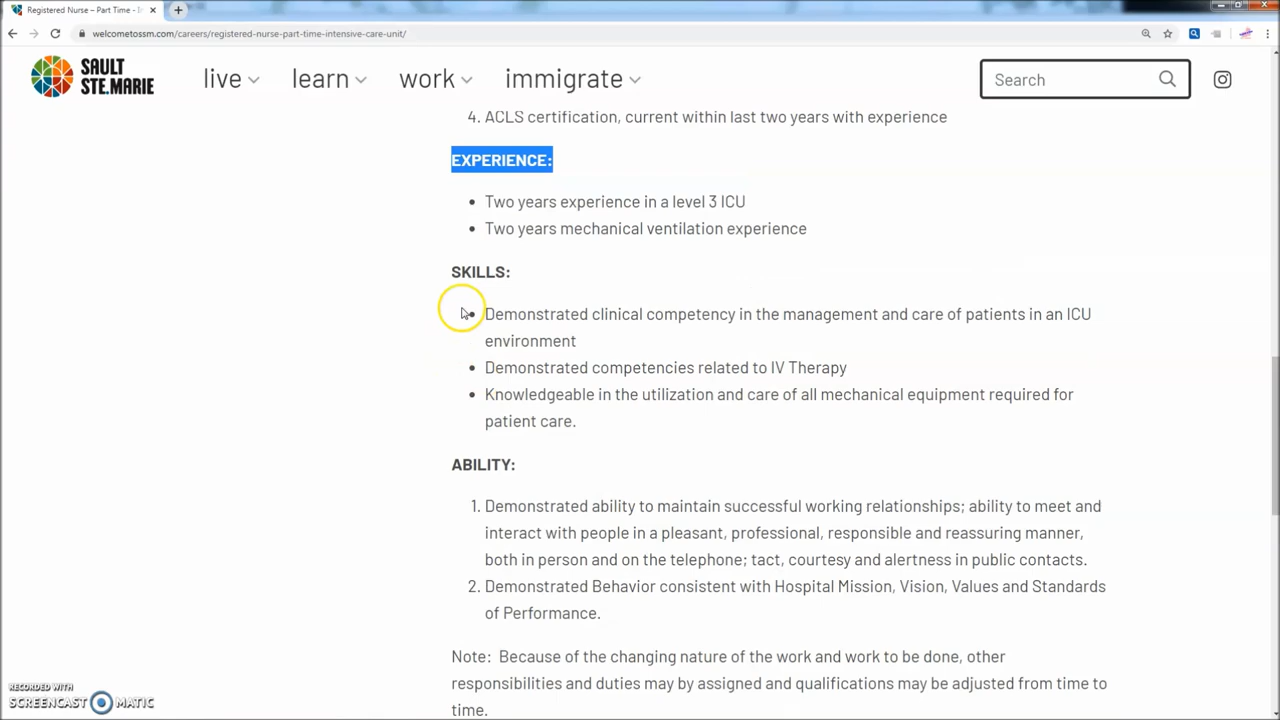 Registered Nurse – Part Time - In
welcometossm.com/careers/registered-nurse-part-time-intensive-care-unit/
SAULT
STE.MARIE
live learn work immigrate Search
4. ACLS certification, current within last two years with experience
EXPERIENCE:
• Two years experience in a level 3 ICU
• Two years mechanical ventilation experience
SKILLS:
• Demonstrated clinical competency in the management and care of patients in an ICU
environment
• Demonstrated competencies related to IV Therapy
• Knowledgeable in the utilization and care of all mechanical equipment required for
patient care.
ABILITY:
1. Demonstrated ability to maintain successful working relationships; ability to meet and
interact with people in a pleasant, professional, responsible and reassuring manner,
both in person and on the telephone; tact, courtesy and alertness in public contacts.
2. Demonstrated Behavior consistent with Hospital Mission, Vision, Values and Standards
of Performance.
Note: Because of the changing nature of the work and work to be done, other
responsibilities and duties may by assigned and qualifications may be adjusted from time to
time.
RECORDED WITH
SCREENCAST MATIC